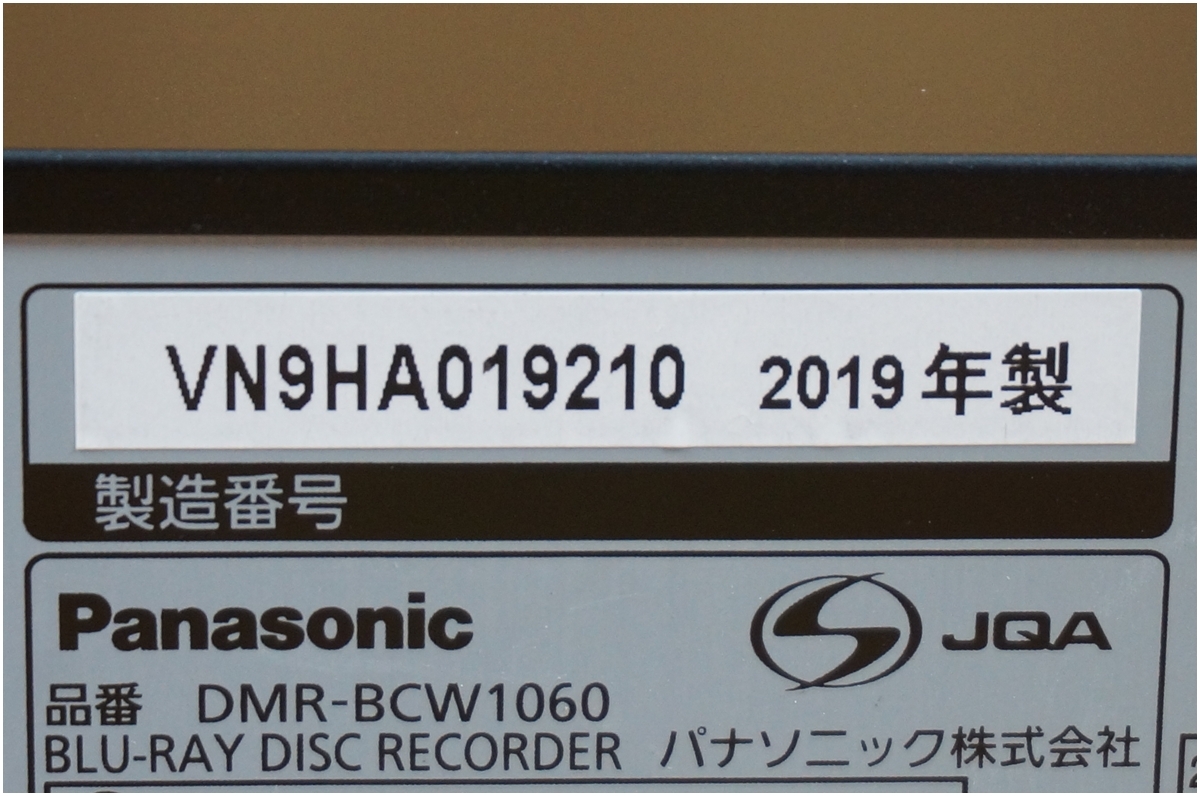 VN9HA019210 2019年製
製造番号
Panasonic JQA
品番 DMR-BCW1060
BLU-RAY DISC RECORDER パナソニック株式会社